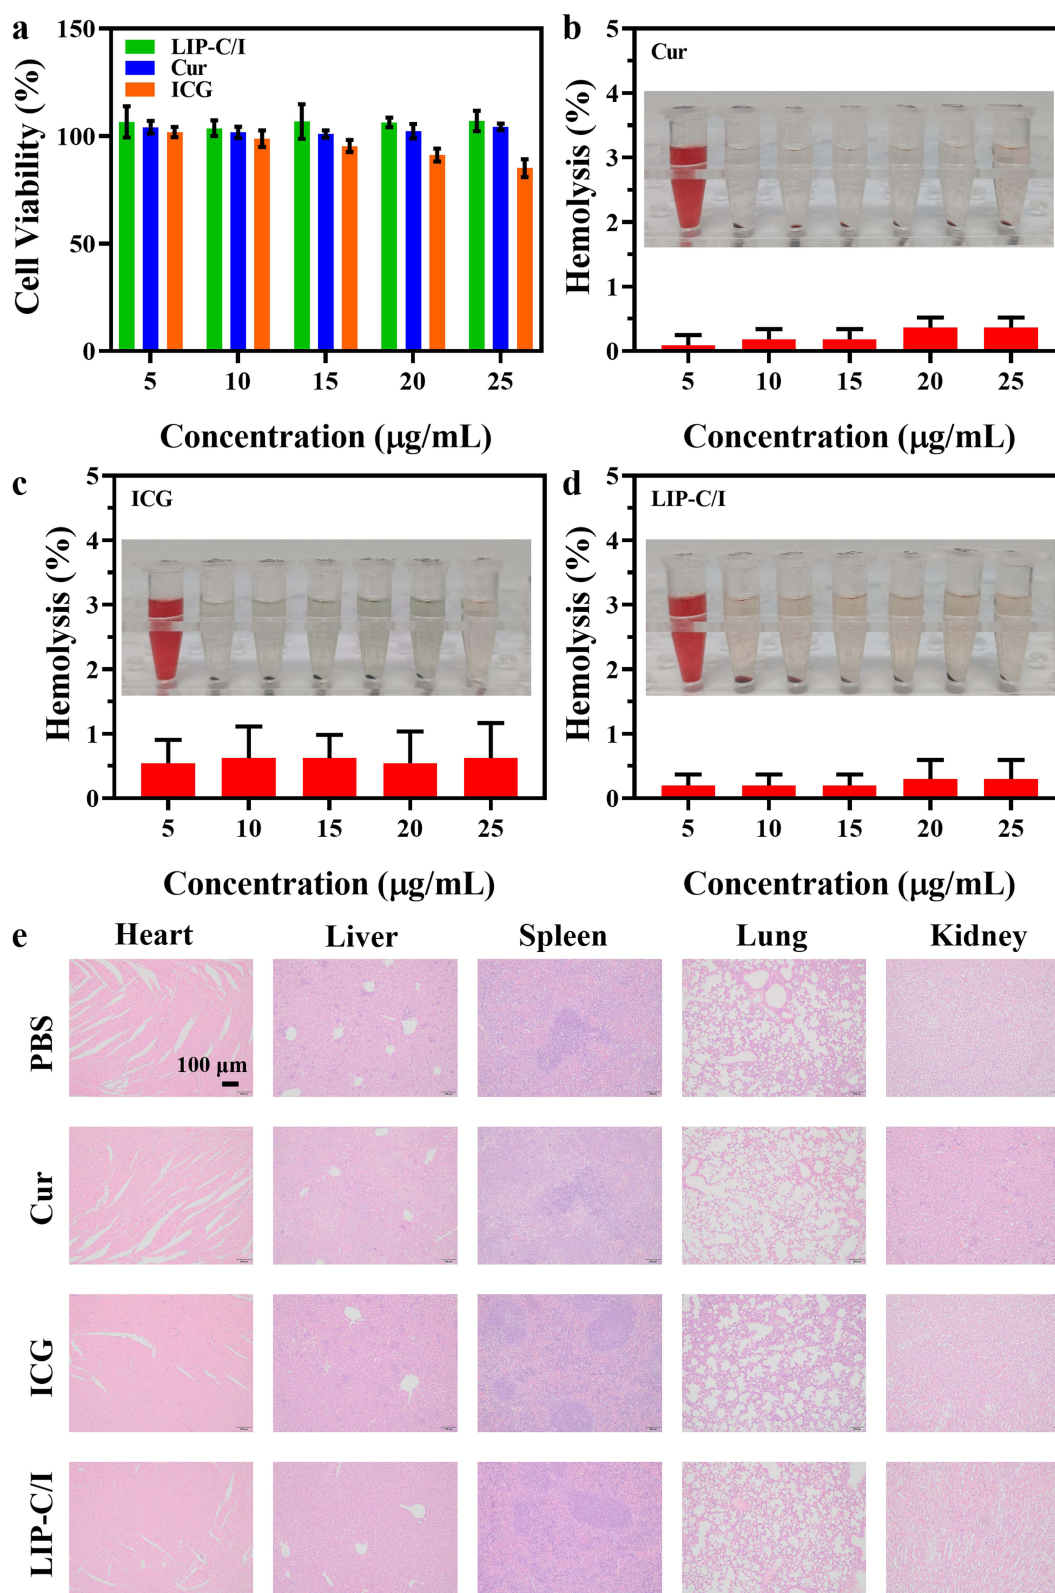 a
150
100
50
0
Cell Viability (%)
LIP-C/I
Cur
ICG
5 10 15 20 25
Concentration (μg/mL)
b
5
4
3
2
1
0
Hemolysis (%)
Cur
5 10 15 20 25
Concentration (μg/mL)
c
5
4
3
2
1
0
Hemolysis (%)
ICG
5 10 15 20 25
Concentration (μg/mL)
d
5
4
3
2
1
0
Hemolysis (%)
LIP-C/I
5 10 15 20 25
Concentration (μg/mL)
e
Heart Liver Spleen Lung Kidney
PBS
100 μm
Cur
ICG
LIP-C/I